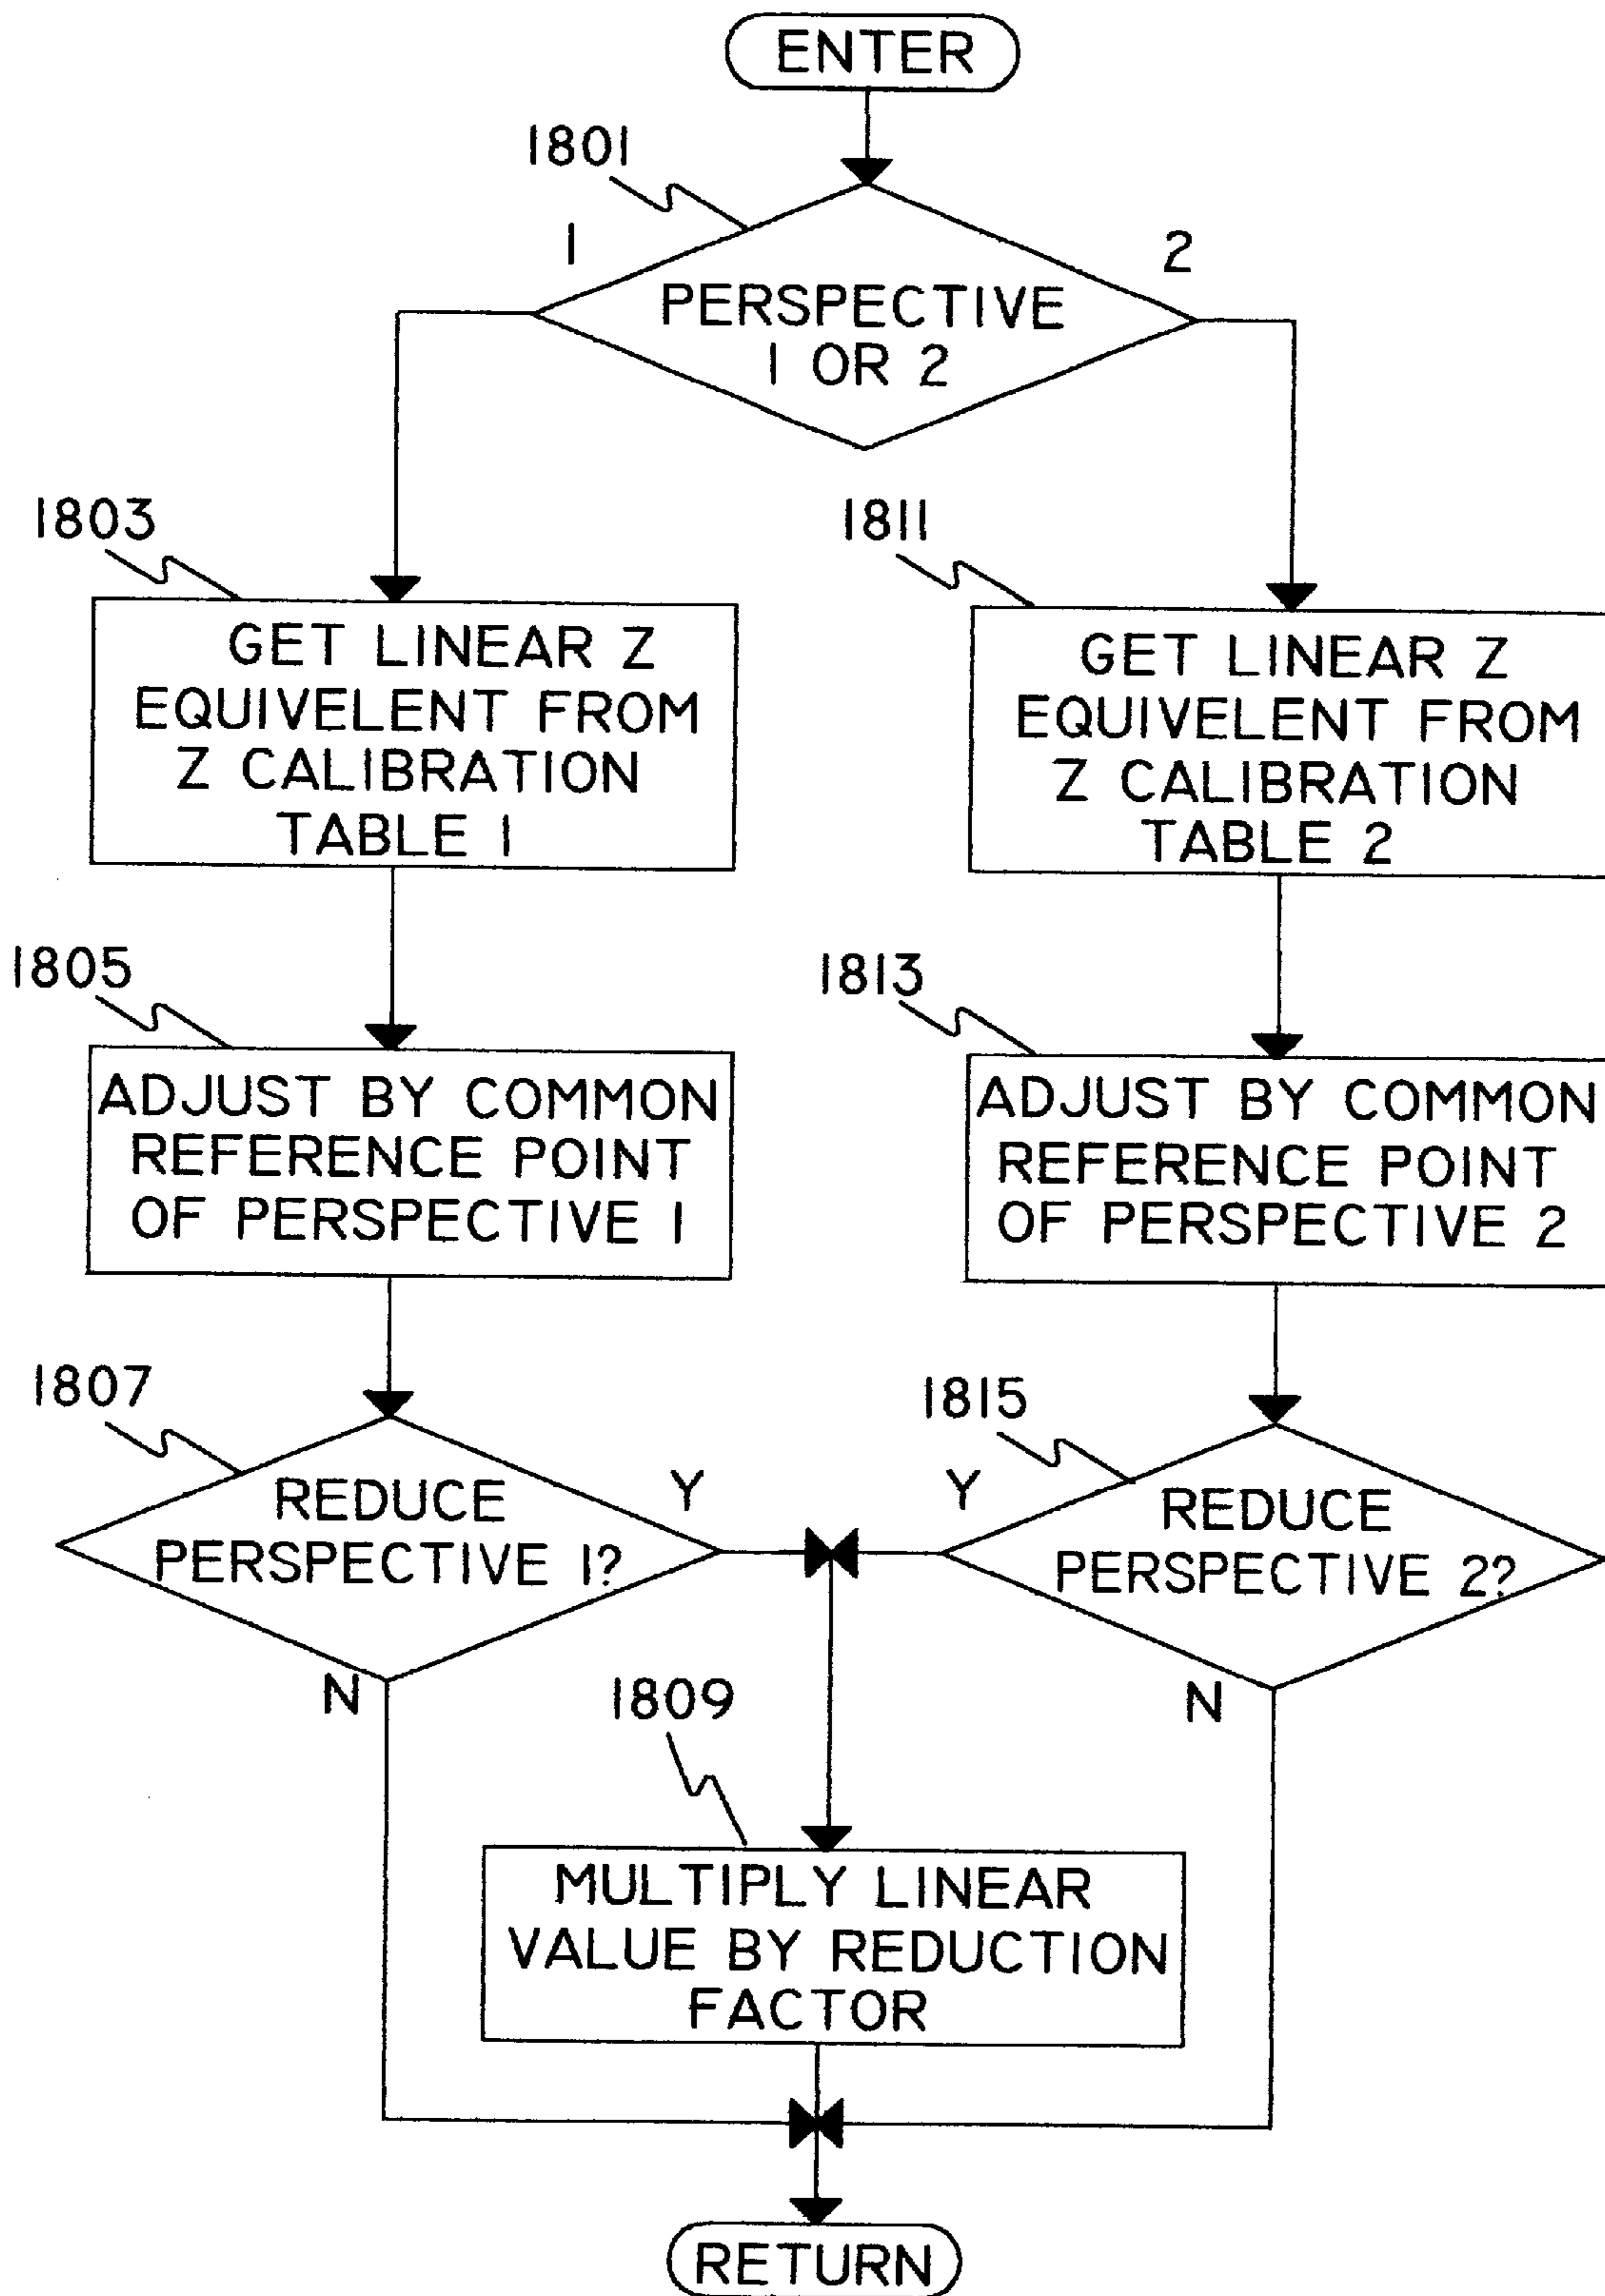 ENTER
1801
1
2
PERSPECTIVE
1 OR 2
1803
GET LINEAR Z
EQUIVELENT FROM
Z CALIBRATION
TABLE 1
1811
GET LINEAR Z
EQUIVELENT FROM
Z CALIBRATION
TABLE 2
1805
ADJUST BY COMMON
REFERENCE POINT
OF PERSPECTIVE 1
1813
ADJUST BY COMMON
REFERENCE POINT
OF PERSPECTIVE 2
1807
REDUCE
PERSPECTIVE 1?
Y
N
1815
Y
REDUCE
PERSPECTIVE 2?
N
1809
MULTIPLY LINEAR
VALUE BY REDUCTION
FACTOR
RETURN